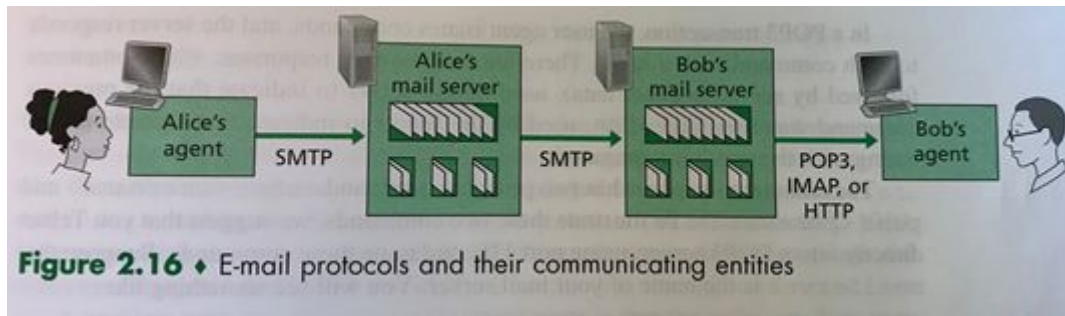 Alice's
agent
SMTP
Alice's
mail server
SMTP
Bob's
mail server
POP3,
IMAP, or
HTTP
Bob's
agent
Figure 2.16 ♦ E-mail protocols and their communicating entities